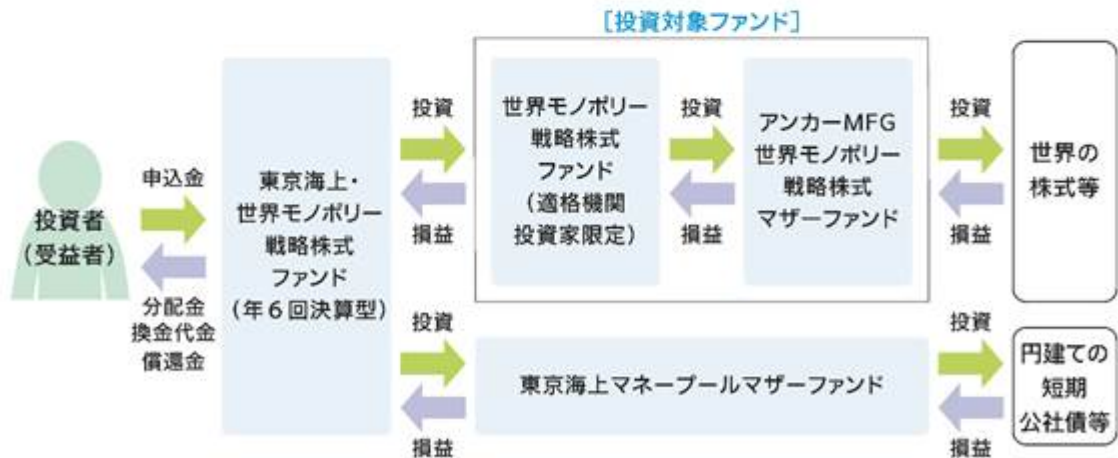 ［投資対象ファンド］
投資者
（受益者）
申込金
分配金
換金代金
償還金
東京海上・
世界モノポリー
戦略株式
ファンド
（年６回決算型）
投資
損益
世界モノポリー
戦略株式
ファンド
（適格機関
投資家限定）
投資
損益
アンカーMFG
世界モノポリー
戦略株式
マザーファンド
投資
損益
世界の
株式等
投資
損益
東京海上マネープールマザーファンド
投資
損益
円建ての
短期
公社債等